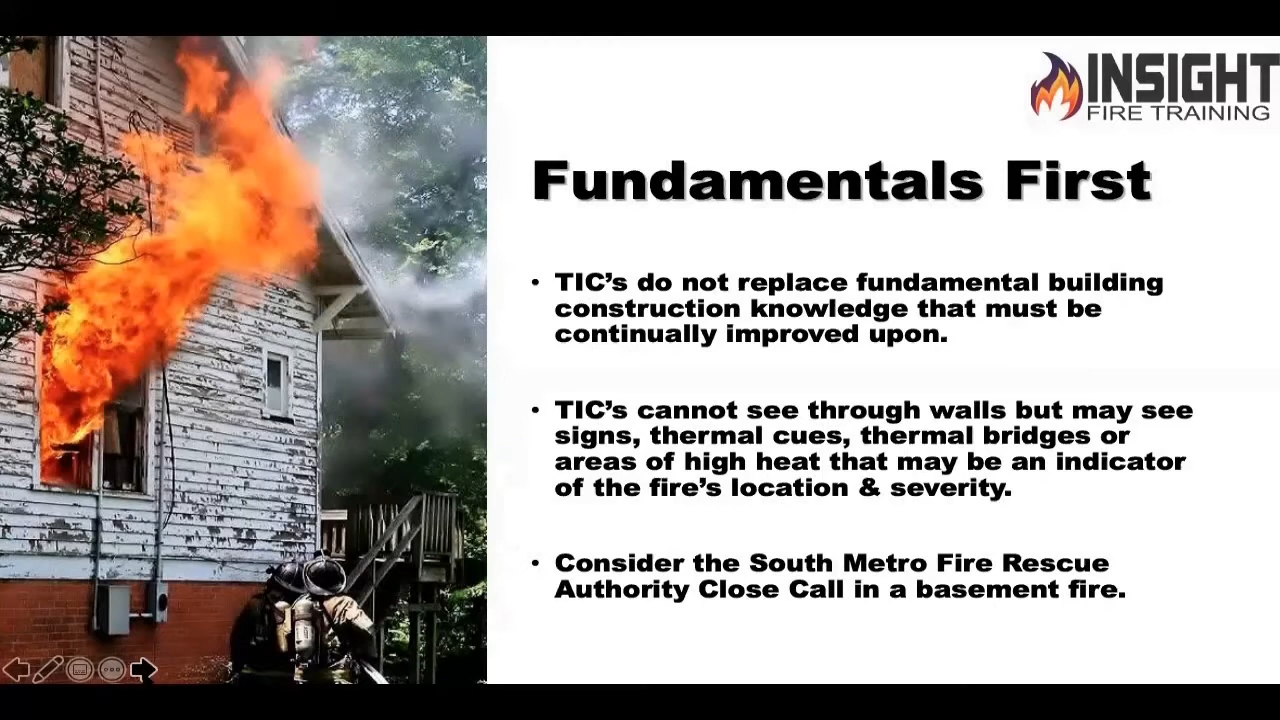 INSIGHT
FIRE TRAINING
Fundamentals First
• TIC’s do not replace fundamental building
construction knowledge that must be
continually improved upon.
• TIC’s cannot see through walls but may see
signs, thermal cues, thermal bridges or
areas of high heat that may be an indicator
of the fire’s location & severity.
• Consider the South Metro Fire Rescue
Authority Close Call in a basement fire.